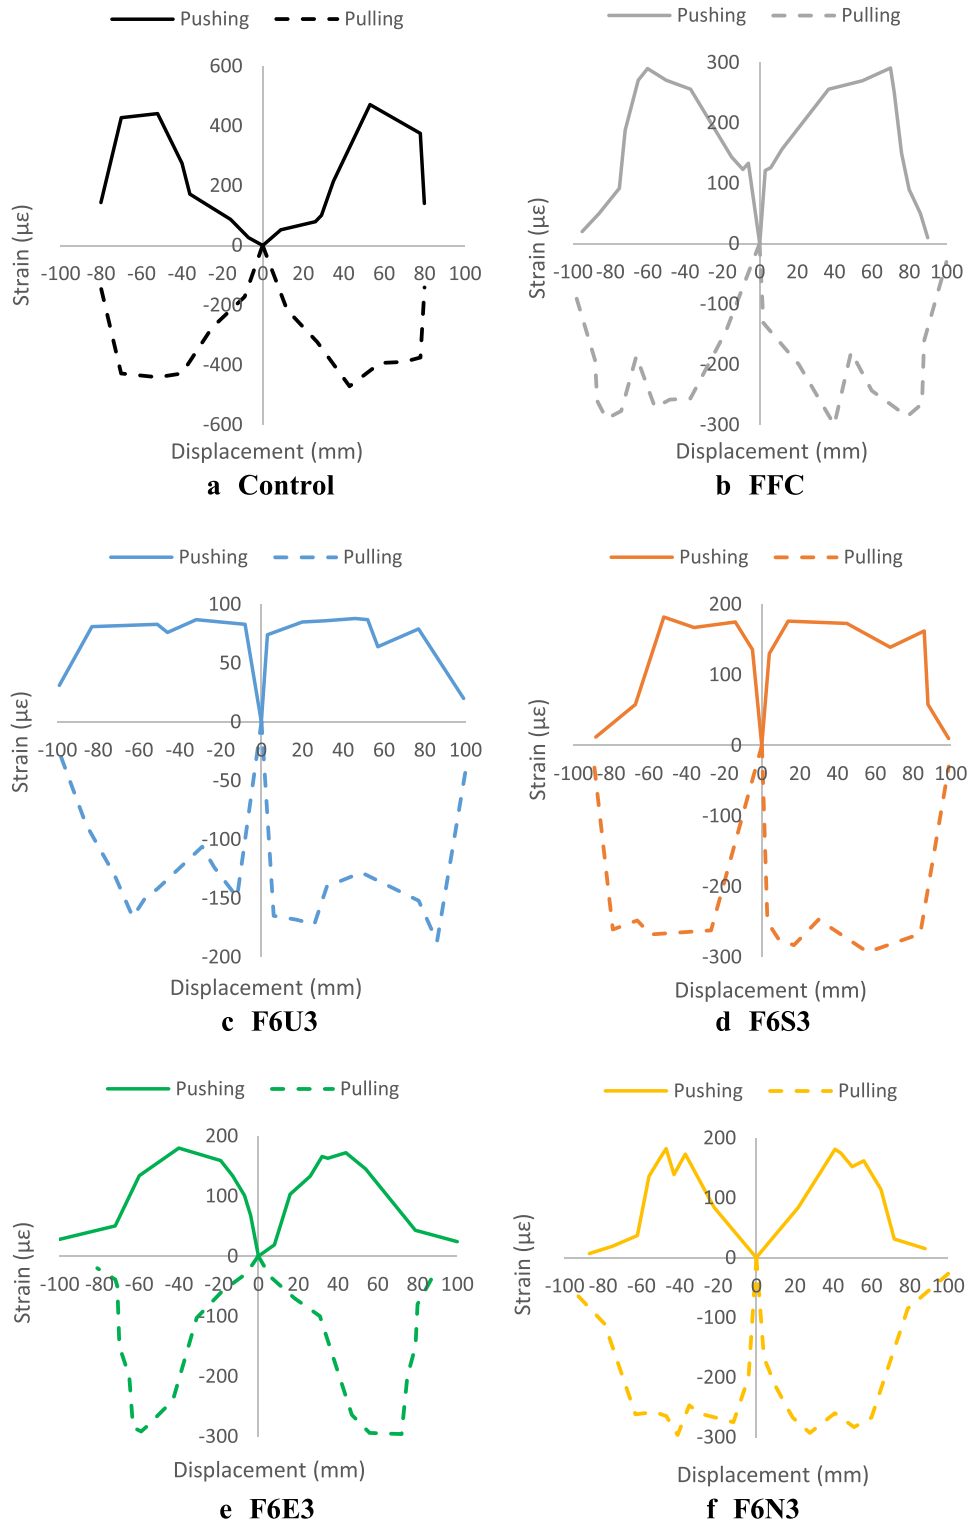 Pushing Pulling
600
400
200
0
-100 -80 -60 -40 -20 0 20 40 60 80 100
-200
-400
-600
Strain (με)
Displacement (mm)
a Control
Pushing Pulling
300
200
100
0
-100 -80 -60 -40 -20 0 20 40 60 80 100
-100
-200
-300
Strain (με)
Displacement (mm)
b FFC
Pushing Pulling
100
50
0
-100 -80 -60 -40 -20 0 20 40 60 80 100
-50
-100
-150
-200
Strain (με)
Displacement (mm)
c F6U3
Pushing Pulling
200
100
0
-100 -80 -60 -40 -20 0 20 40 60 80 100
-100
-200
-300
Strain (με)
Displacement (mm)
d F6S3
Pushing Pulling
200
100
0
-100 -80 -60 -40 -20 0 20 40 60 80 100
-100
-200
-300
Strain (με)
Displacement (mm)
e F6E3
Pushing Pulling
200
100
0
-100 -80 -60 -40 -20 0 20 40 60 80 100
-100
-200
-300
Strain (με)
Displacement (mm)
f F6N3